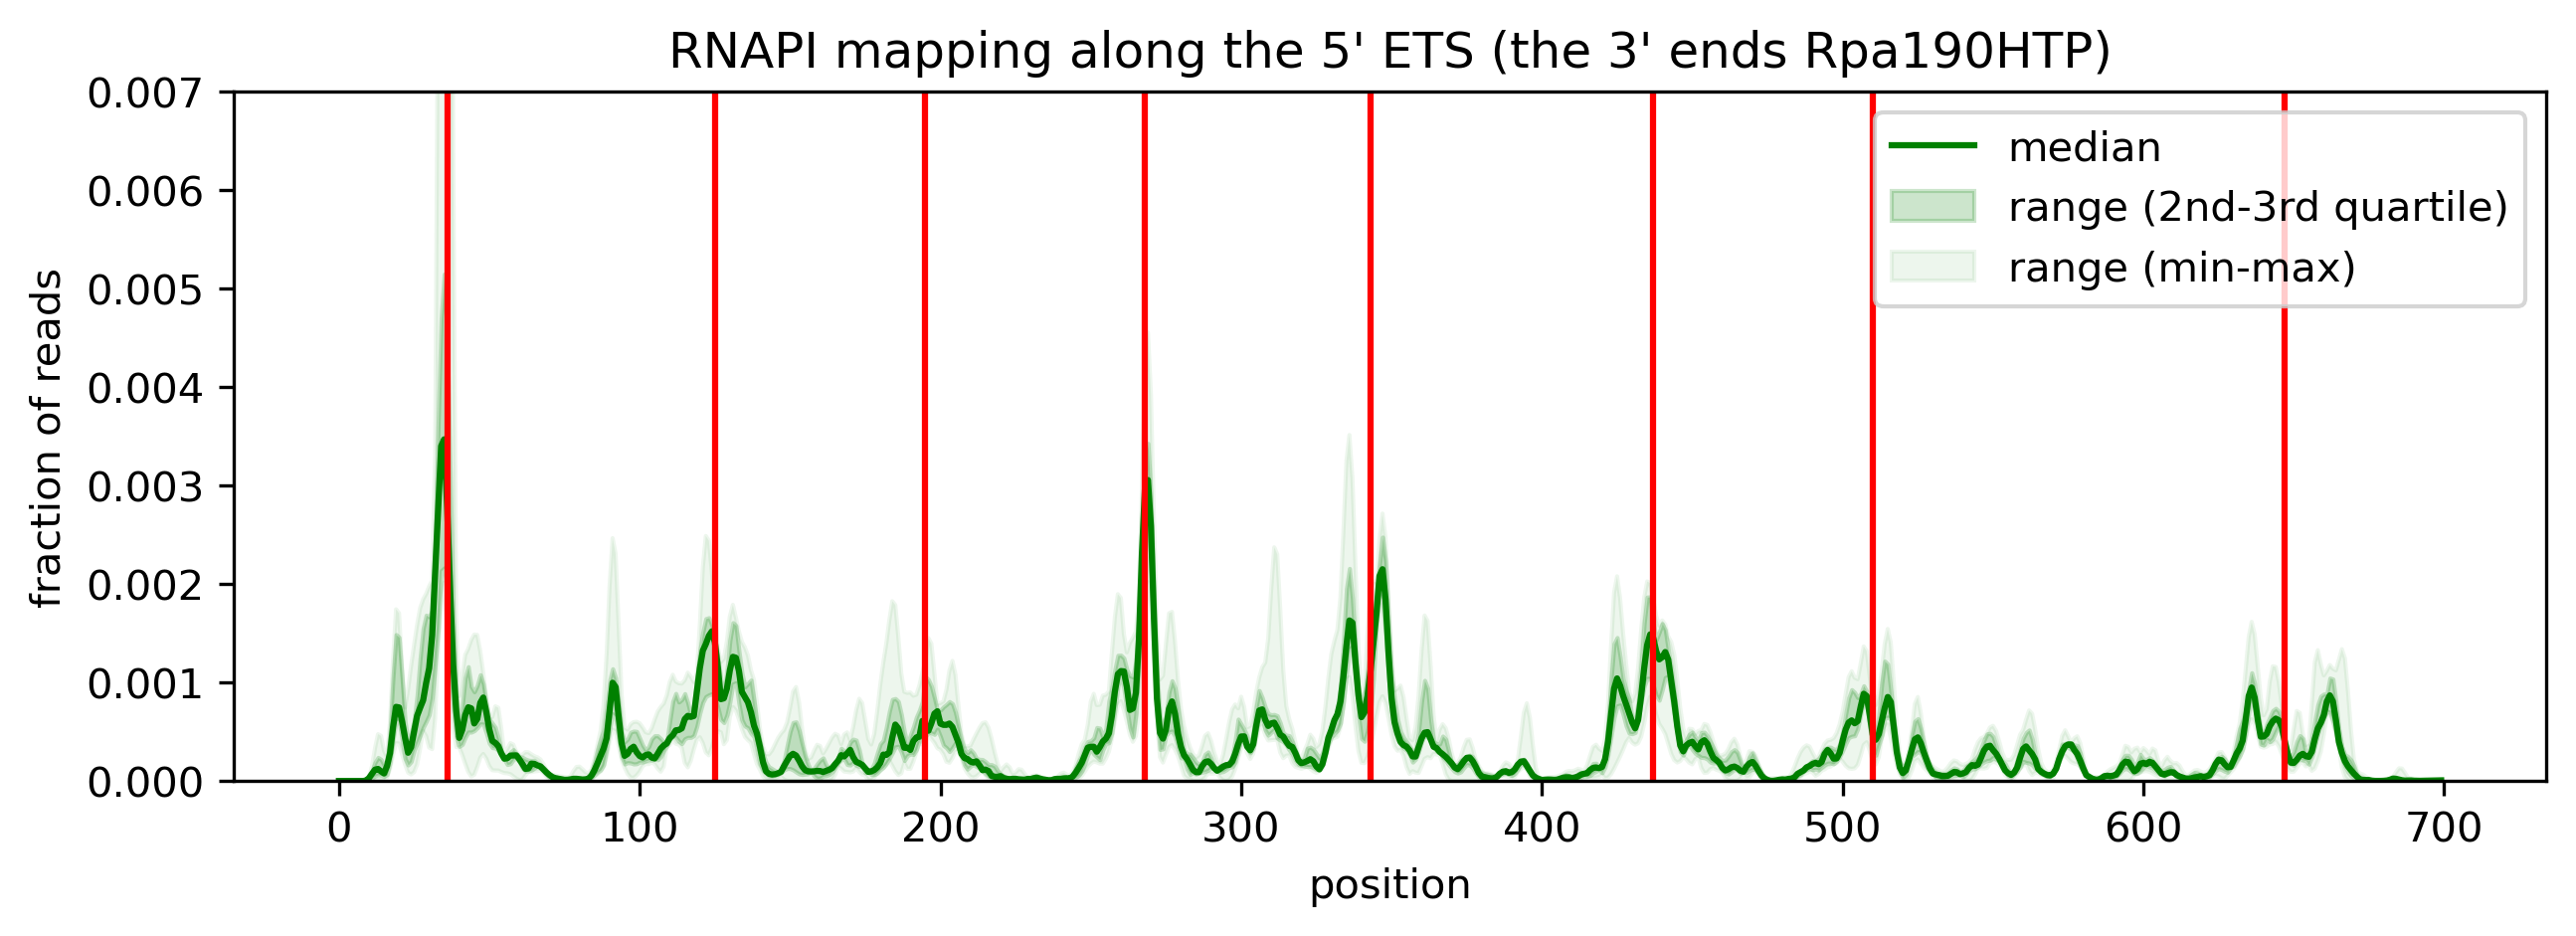 RNAPI mapping along the 5' ETS (the 3' ends Rpa190HTP)
0.007
0.006
0.005
0.004
0.003
0.002
0.001
0.000
fraction of reads
median
range (2nd-3rd quartile)
range (min-max)
0 100 200 300 400 500 600 700
position